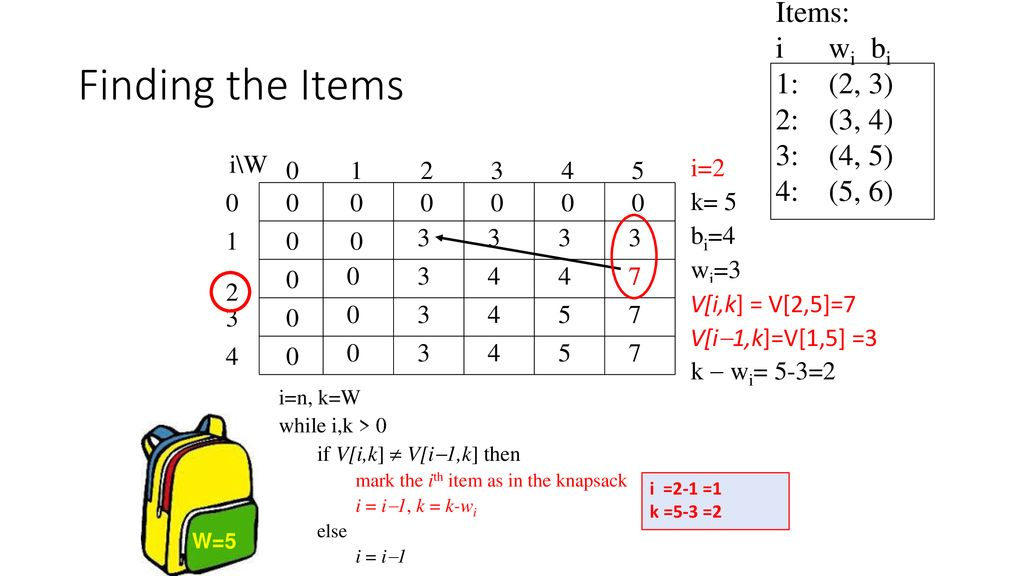 Items:
i wi bi
1: (2, 3)
2: (3, 4)
3: (4, 5)
4: (5, 6)
Finding the Items
i\W 0 1 2 3 4 5
0 0 0 0 0 0 0
1 0 0 3 3 3 3
2 0 0 3 4 4 7
3 0 0 3 4 5 7
4 0 0 3 4 5 7
i=2
k= 5
bi=4
wi=3
V[i,k] = V[2,5]=7
V[i–1,k]=V[1,5] =3
k – wi= 5-3=2
i=n, k=W
while i,k > 0
if V[i,k] ≠ V[i–1,k] then
mark the ith item as in the knapsack
i = i–1, k = k-wi
else
i = i–1
i =2-1 =1
k =5-3 =2
W=5